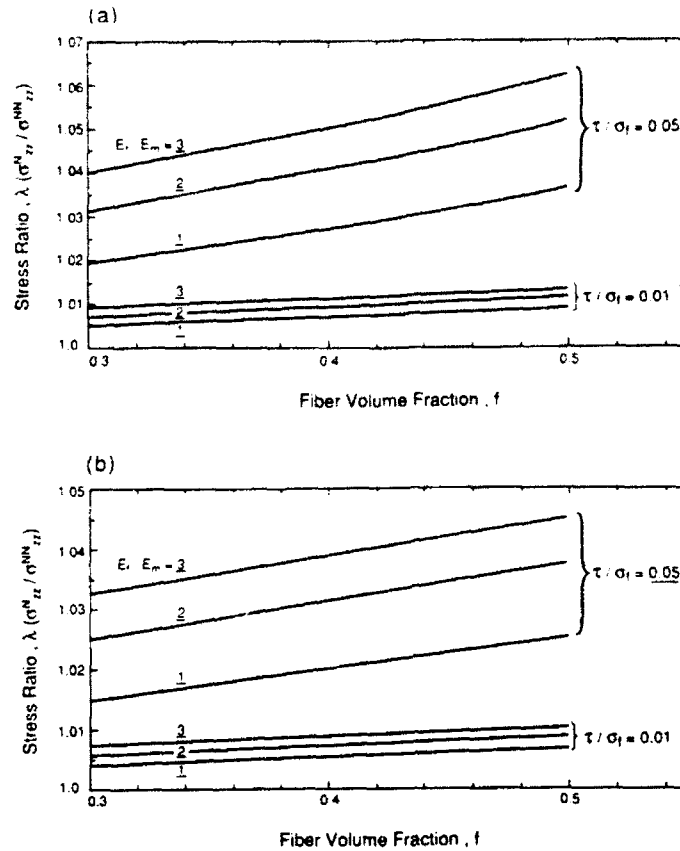 (a)
1.07
1.06
1.05
1.04
1.03
1.02
1.01
1.0
Stress Ratio , λ (σᴺzz / σᴺᴺzz)
E, Em = 3
2
1
3
2
1
τ / σf = 0.05
τ / σf = 0.01
0.3
0.4
0.5
Fiber Volume Fraction , f
(b)
1.05
1.04
1.03
1.02
1.01
1.0
Stress Ratio , λ (σᴺzz / σᴺᴺzz)
E, Em = 3
2
1
3
2
1
τ / σf = 0.05
τ / σf = 0.01
0.3
0.4
0.5
Fiber Volume Fraction , f